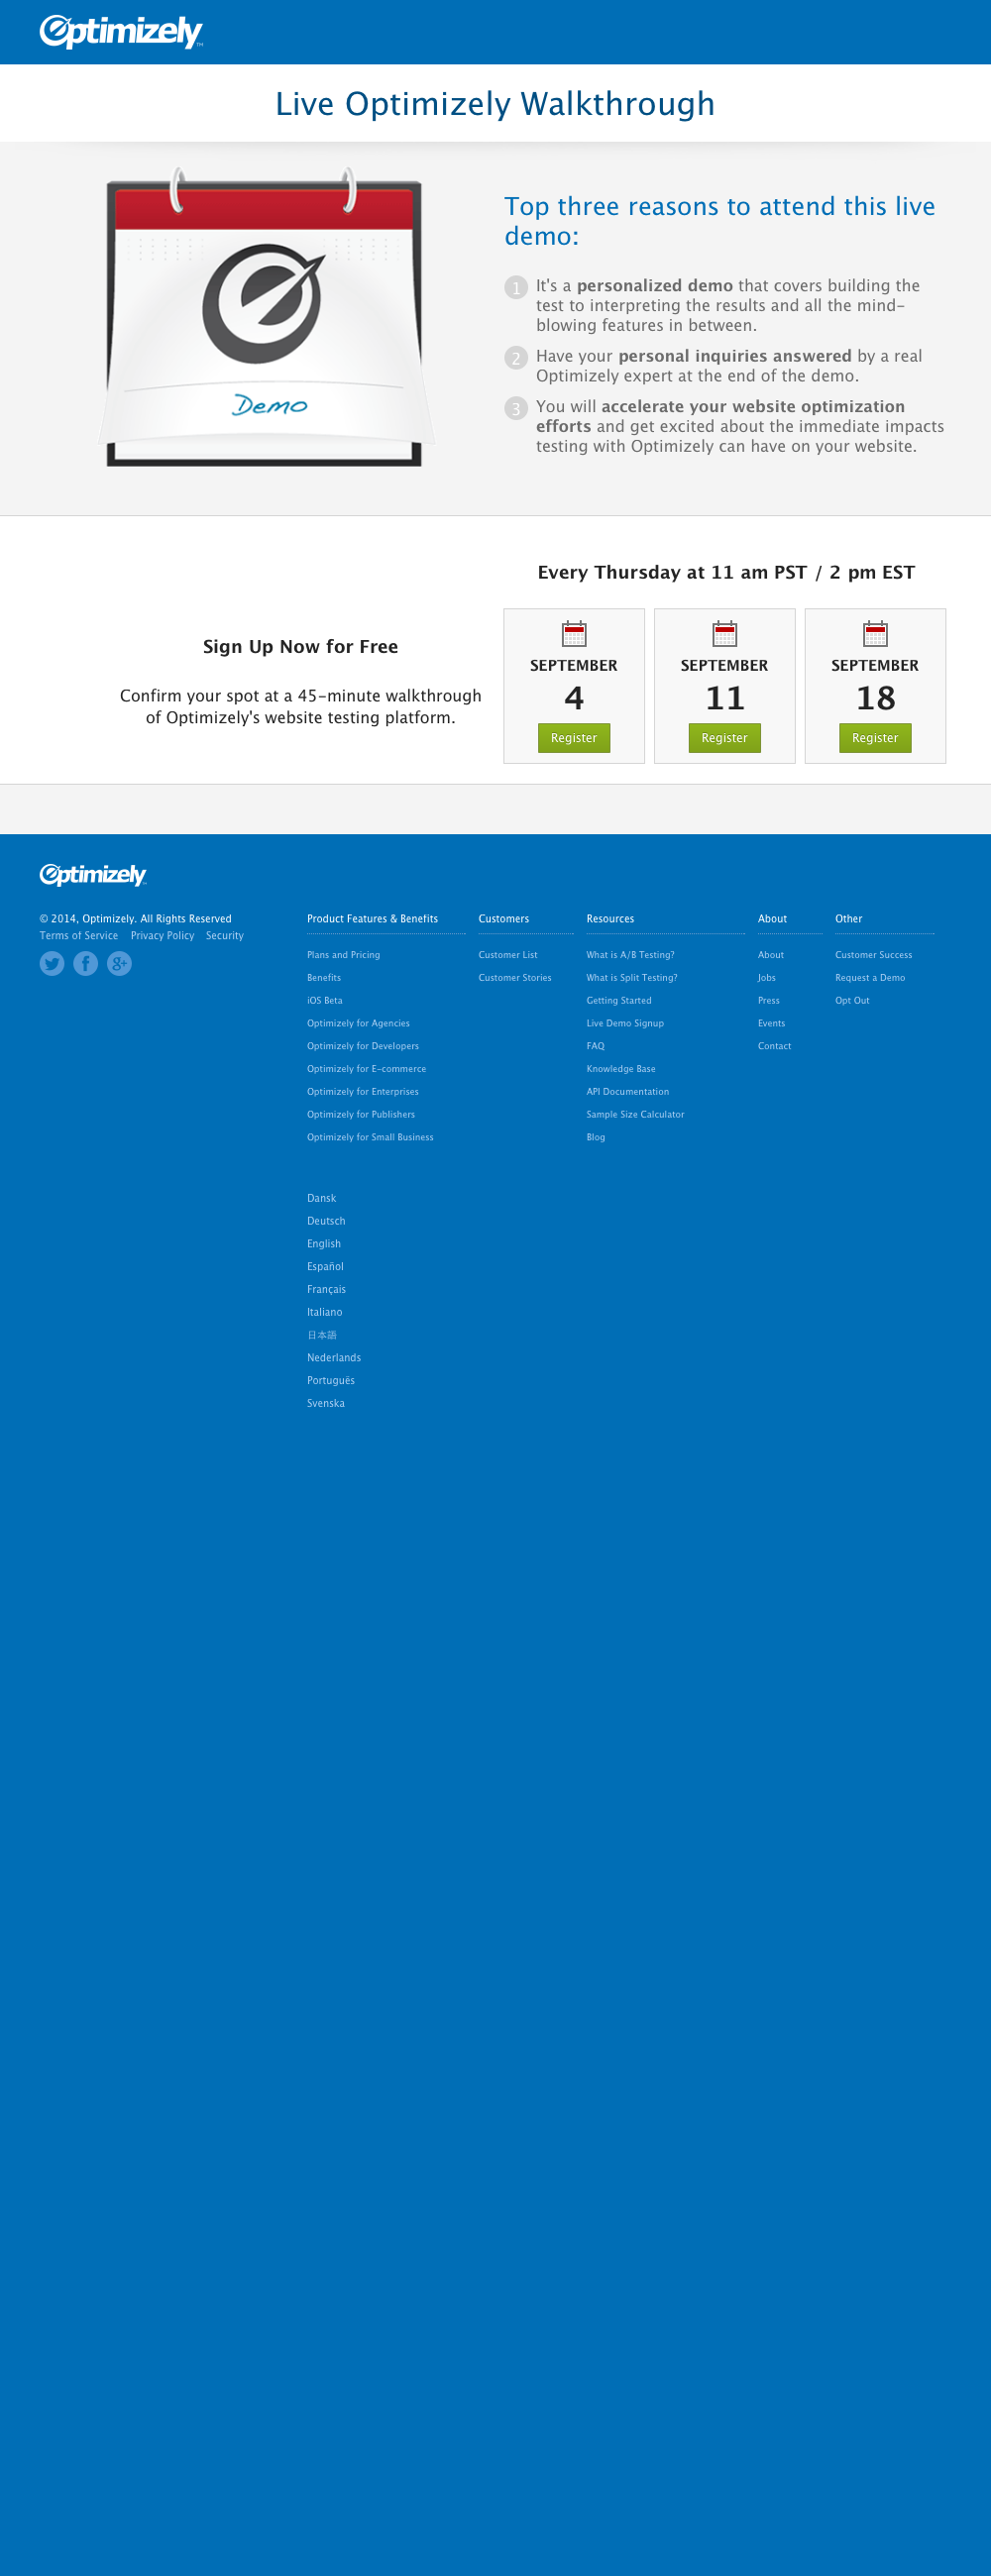 Optimizely™
Live Optimizely Walkthrough
Demo
Top three reasons to attend this live
demo:
1 It's a personalized demo that covers building the
test to interpreting the results and all the mind-
blowing features in between.
2 Have your personal inquiries answered by a real
Optimizely expert at the end of the demo.
3 You will accelerate your website optimization
efforts and get excited about the immediate impacts
testing with Optimizely can have on your website.
Sign Up Now for Free
Confirm your spot at a 45-minute walkthrough
of Optimizely's website testing platform.
Every Thursday at 11 am PST / 2 pm EST
SEPTEMBER
4
Register
SEPTEMBER
11
Register
SEPTEMBER
18
Register
Optimizely
© 2014, Optimizely. All Rights Reserved
Terms of Service Privacy Policy Security
Product Features & Benefits
Plans and Pricing
Benefits
iOS Beta
Optimizely for Agencies
Optimizely for Developers
Optimizely for E-commerce
Optimizely for Enterprises
Optimizely for Publishers
Optimizely for Small Business
Customers
Customer List
Customer Stories
Resources
What is A/B Testing?
What is Split Testing?
Getting Started
Live Demo Signup
FAQ
Knowledge Base
API Documentation
Sample Size Calculator
Blog
About
About
Jobs
Press
Events
Contact
Other
Customer Success
Request a Demo
Opt Out
Dansk
Deutsch
English
Español
Français
Italiano
日本語
Nederlands
Português
Svenska